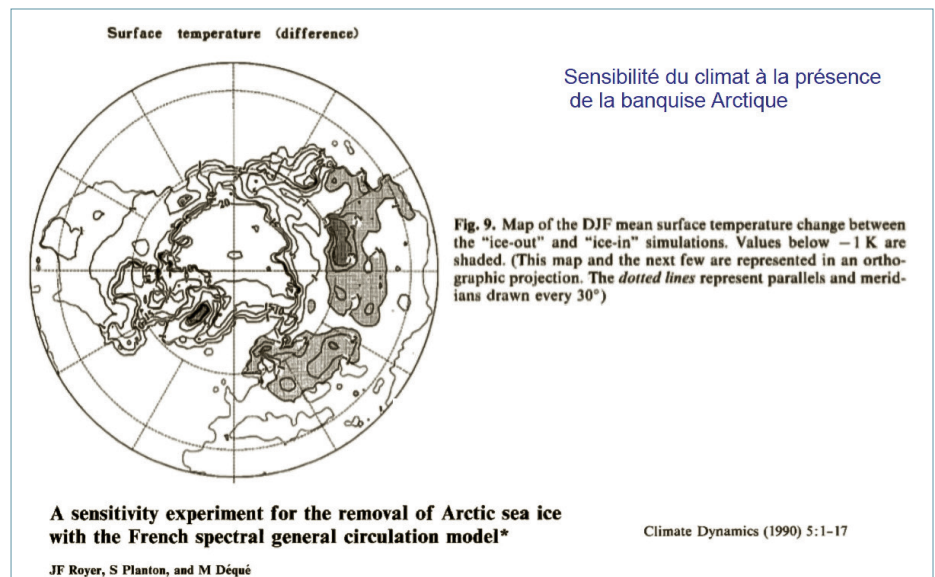 Surface temperature (difference)
Sensibilité du climat à la présence
de la banquise Arctique
20
Fig. 9. Map of the DJF mean surface temperature change between
the "ice-out" and "ice-in" simulations. Values below −1 K are
shaded. (This map and the next few are represented in an ortho-
graphic projection. The dotted lines represent parallels and merid-
ians drawn every 30°)
A sensitivity experiment for the removal of Arctic sea ice
with the French spectral general circulation model*
Climate Dynamics (1990) 5:1-17
JF Royer, S Planton, and M Déqué